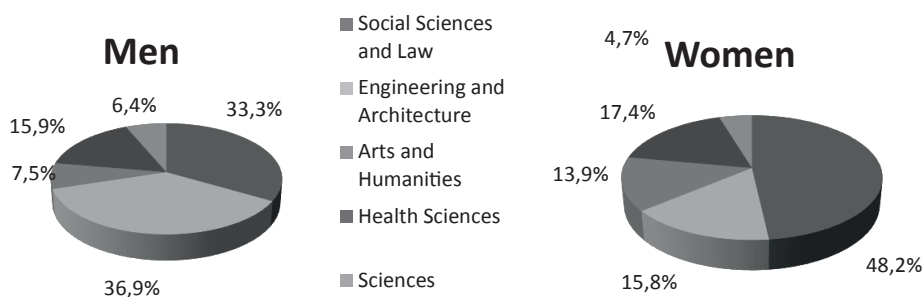 Men
6,4%
33,3%
15,9%
7,5%
36,9%
Social Sciences
and Law
Engineering and
Architecture
Arts and
Humanities
Health Sciences
Sciences
4,7%
Women
17,4%
13,9%
15,8%
48,2%